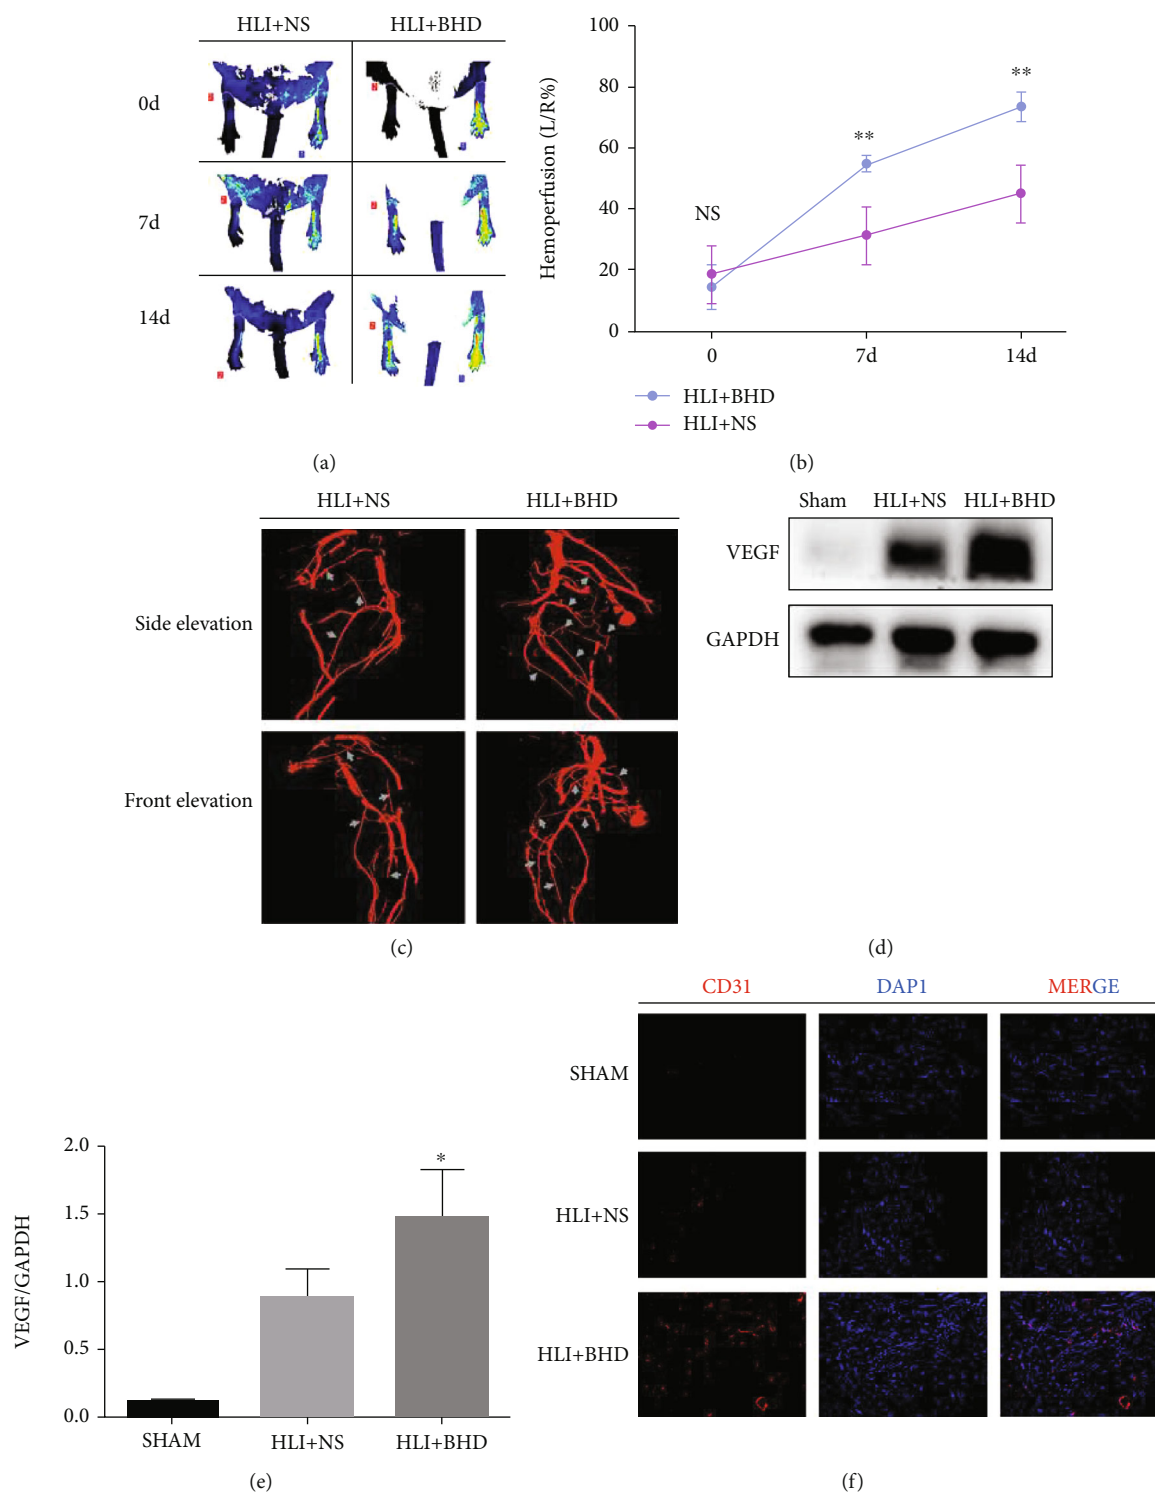 HLI+NS HLI+BHD
0d
7d
14d
(a)
100
80
60
40
20
0
Hemoperfusion (L/R%)
NS
**
**
0 7d 14d
HLI+BHD
HLI+NS
(b)
HLI+NS HLI+BHD
Side elevation
Front elevation
(c)
Sham HLI+NS HLI+BHD
VEGF
GAPDH
(d)
2.0
1.5
1.0
0.5
0.0
VEGF/GAPDH
*
SHAM HLI+NS HLI+BHD
(e)
CD31 DAP1 MERGE
SHAM
HLI+NS
HLI+BHD
(f)